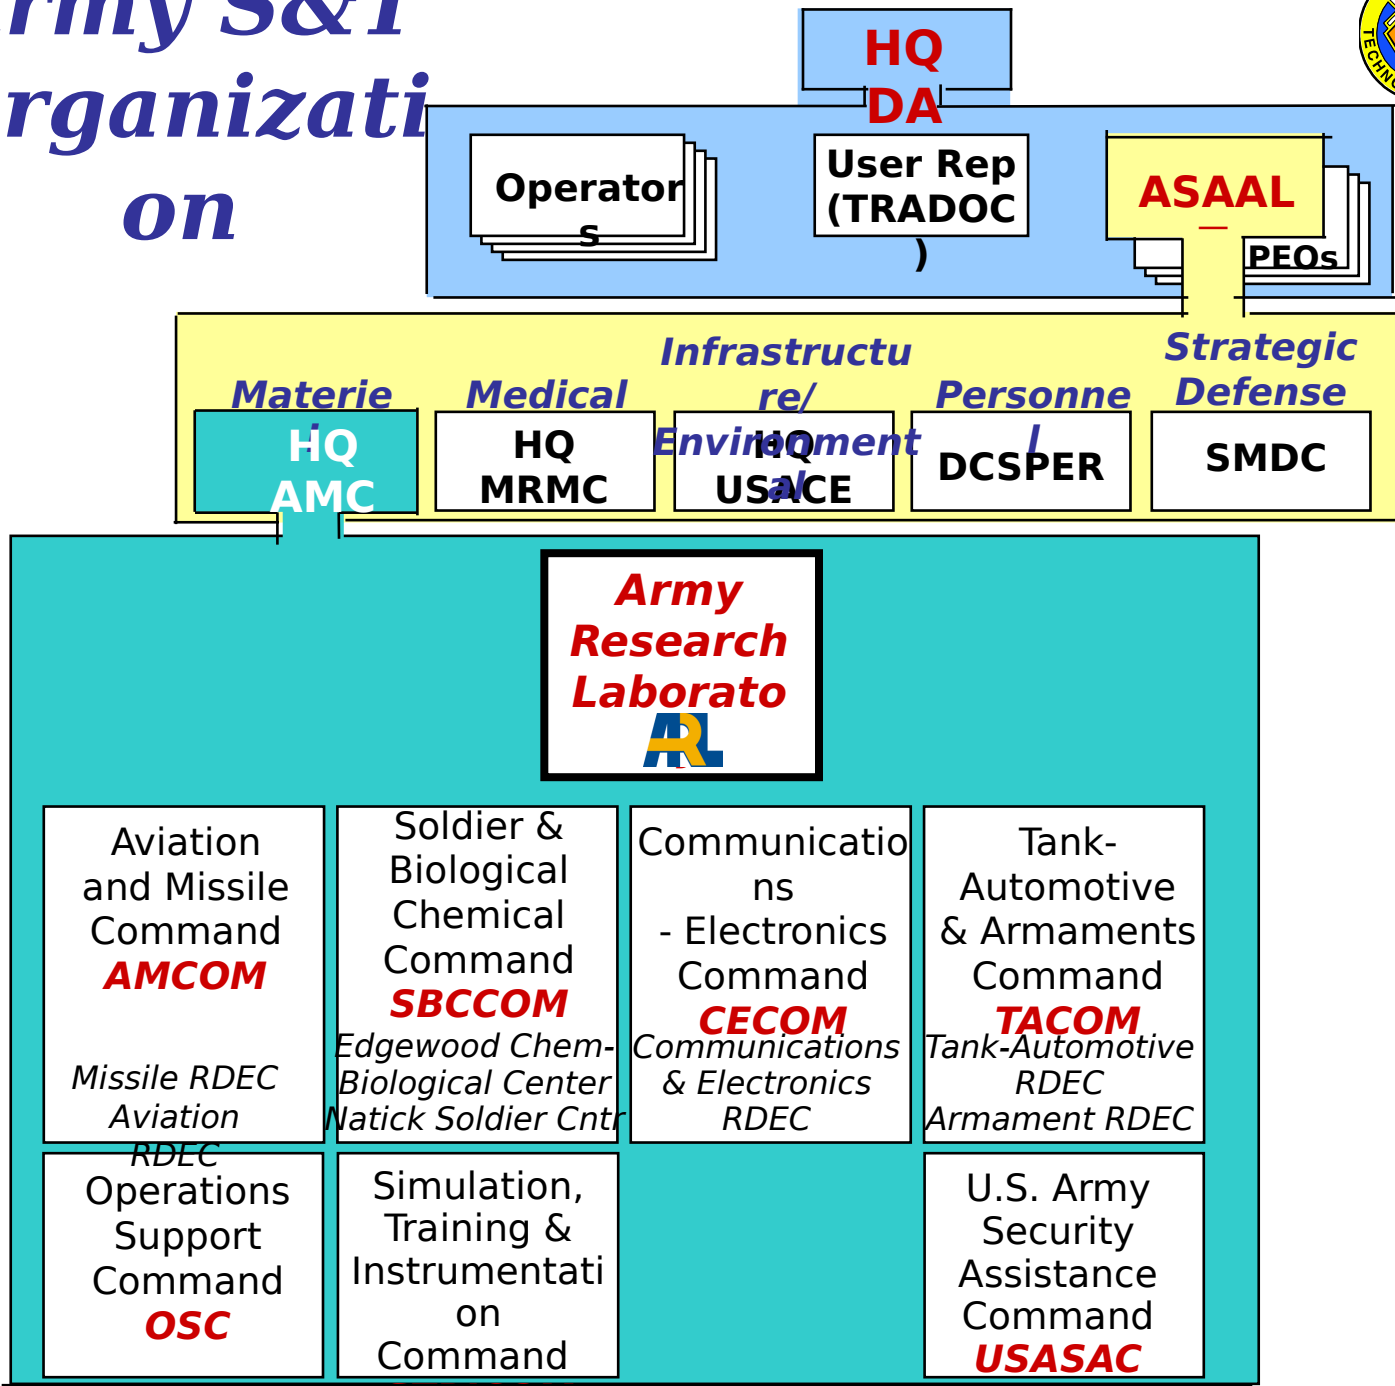 rmy S&T
rganizati
on
HQ
DA
TECHNO
Operator
s
User Rep
(TRADOC
)
ASAAL
PEOs
Materie
Medical
Infrastructu
re/
Environment
al
Personne
l
Strategic
Defense
HQ
AMC
HQ
MRMC
HQ
USACE
DCSPER
SMDC
Army
Research
Laborato
ARL
Aviation
and Missile
Command
AMCOM
Missile RDEC
Aviation
RDEC
Soldier &
Biological
Chemical
Command
SBCCOM
Edgewood Chem-
Biological Center
Natick Soldier Cntr
Communicatio
ns
- Electronics
Command
CECOM
Communications
& Electronics
RDEC
Tank-
Automotive
& Armaments
Command
TACOM
Tank-Automotive
RDEC
Armament RDEC
Operations
Support
Command
OSC
Simulation,
Training &
Instrumentati
on
Command
U.S. Army
Security
Assistance
Command
USASAC